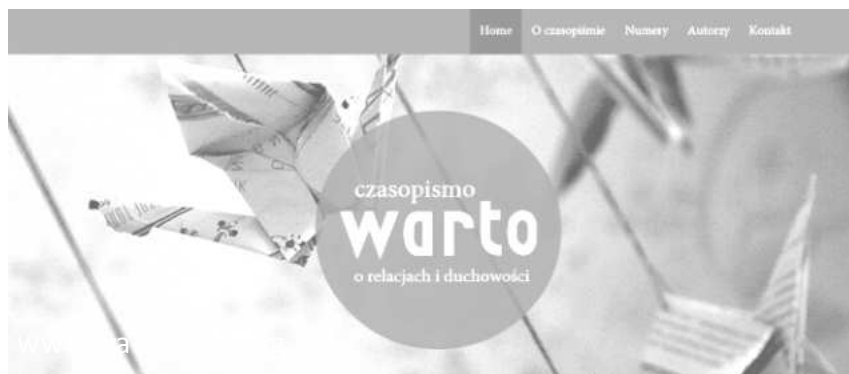 Home O czasopiśmie Numery Autorzy Kontakt
czasopismo
warto
o relacjach i duchowości